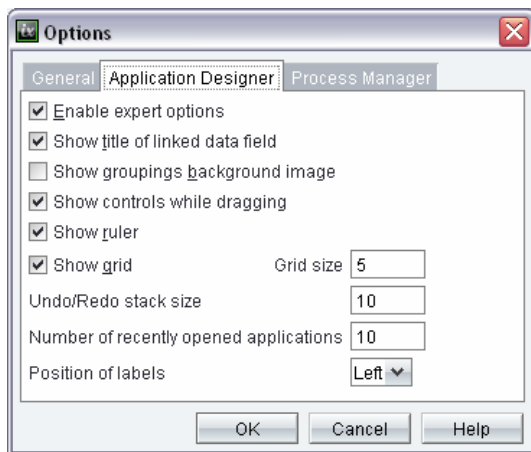 ix Options
General Application Designer Process Manager
Enable expert options
Show title of linked data field
Show groupings background image
Show controls while dragging
Show ruler
Show grid Grid size 5
Undo/Redo stack size 10
Number of recently opened applications 10
Position of labels Left
OK Cancel Help